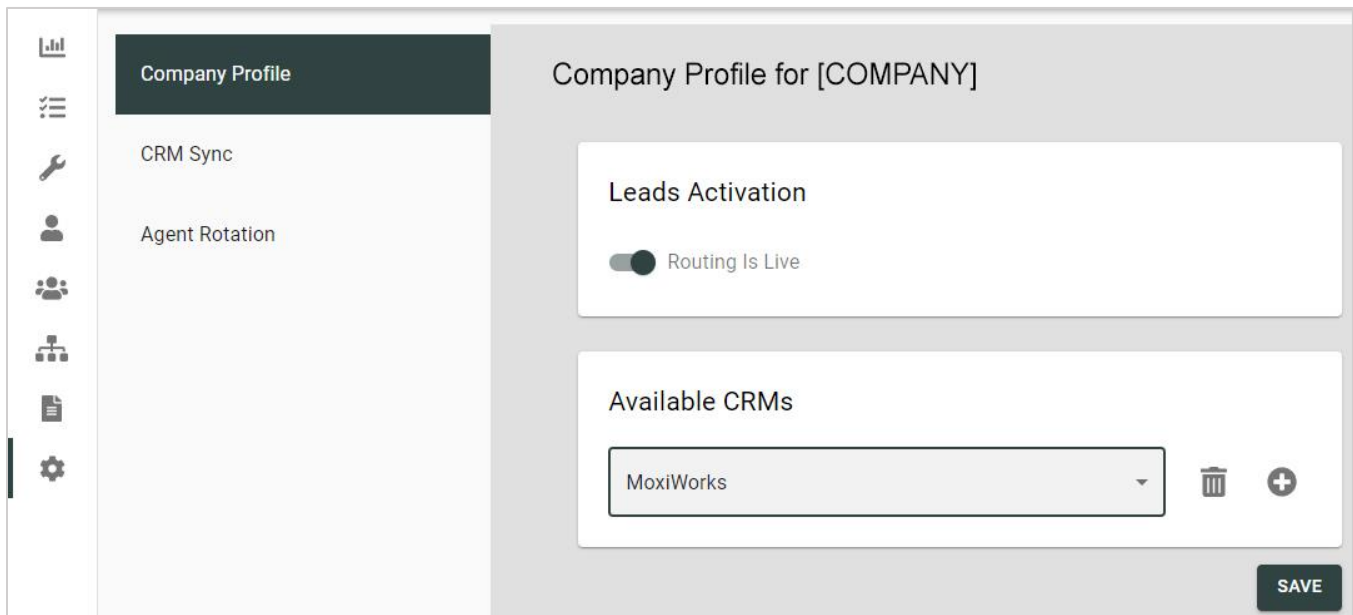 Company Profile
CRM Sync
Agent Rotation
Company Profile for [COMPANY]
Leads Activation
Routing Is Live
Available CRMs
MoxiWorks
SAVE